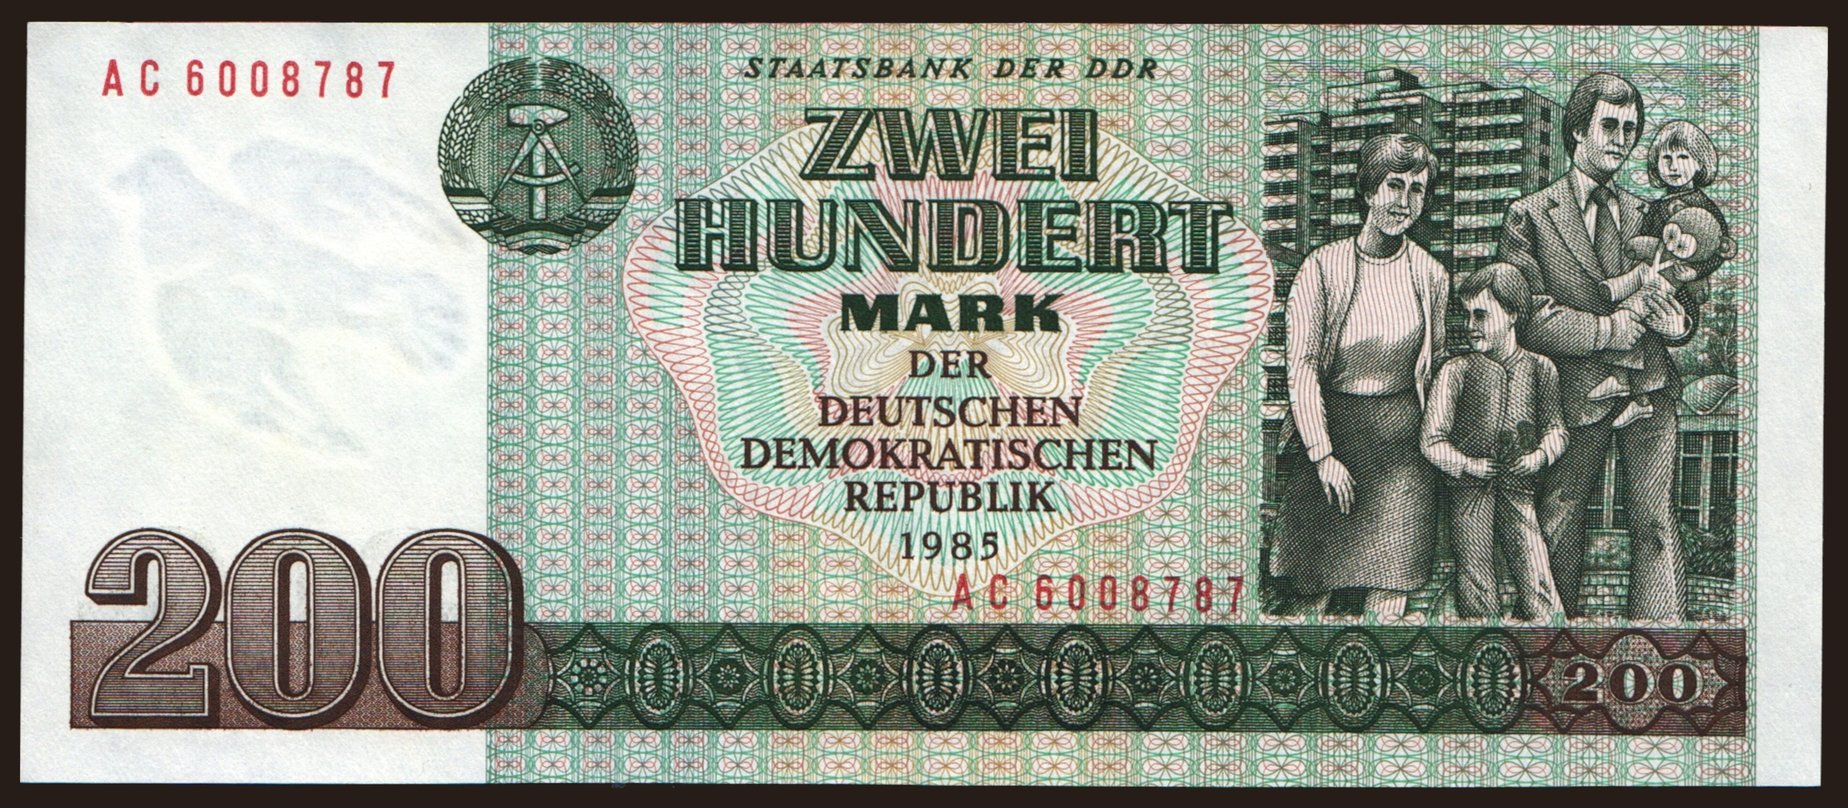 AC 6008787
STAATSBANK DER DDR
ZWEI
HUNDERT
MARK
DER
DEUTSCHEN
DEMOKRATISCHEN
REPUBLIK
1985
AC 6008787
200
200